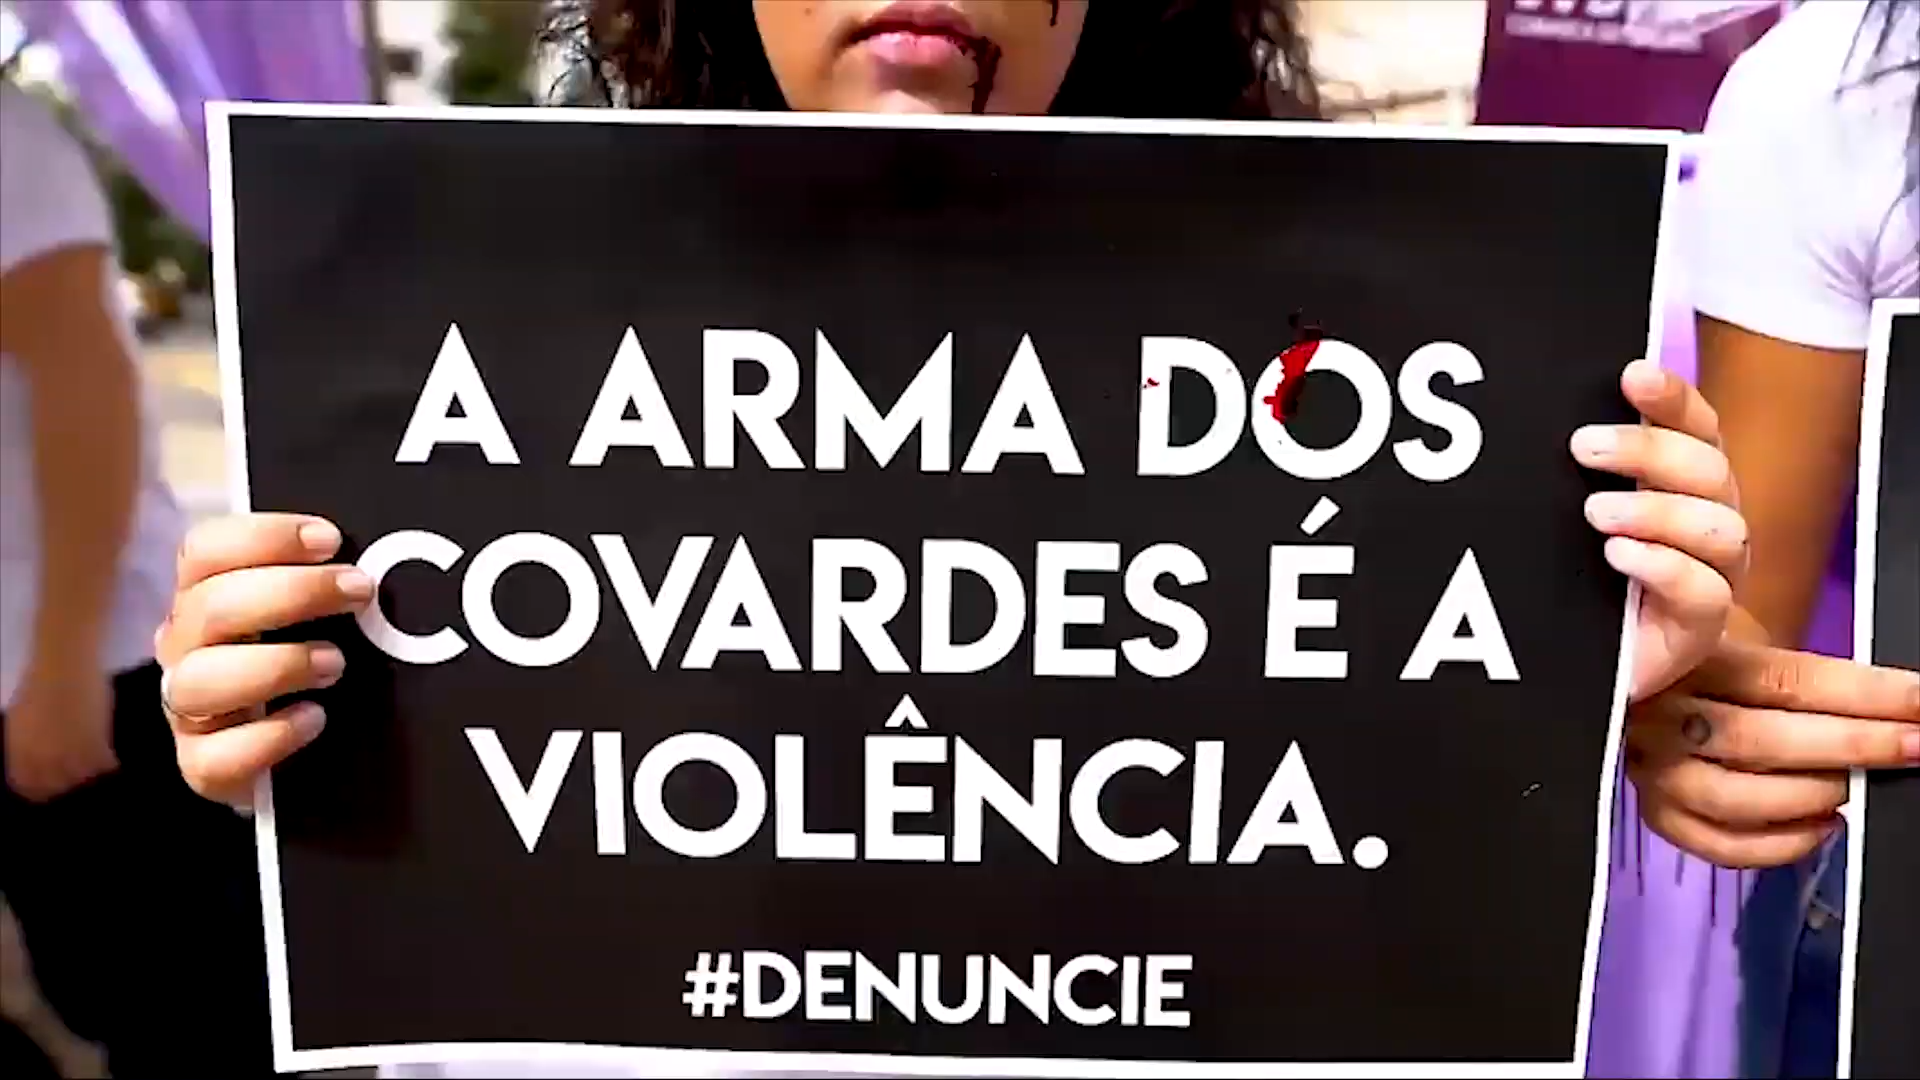 A ARMA DOS
COVARDES É A
VIOLÊNCIA.
#DENUNCIE